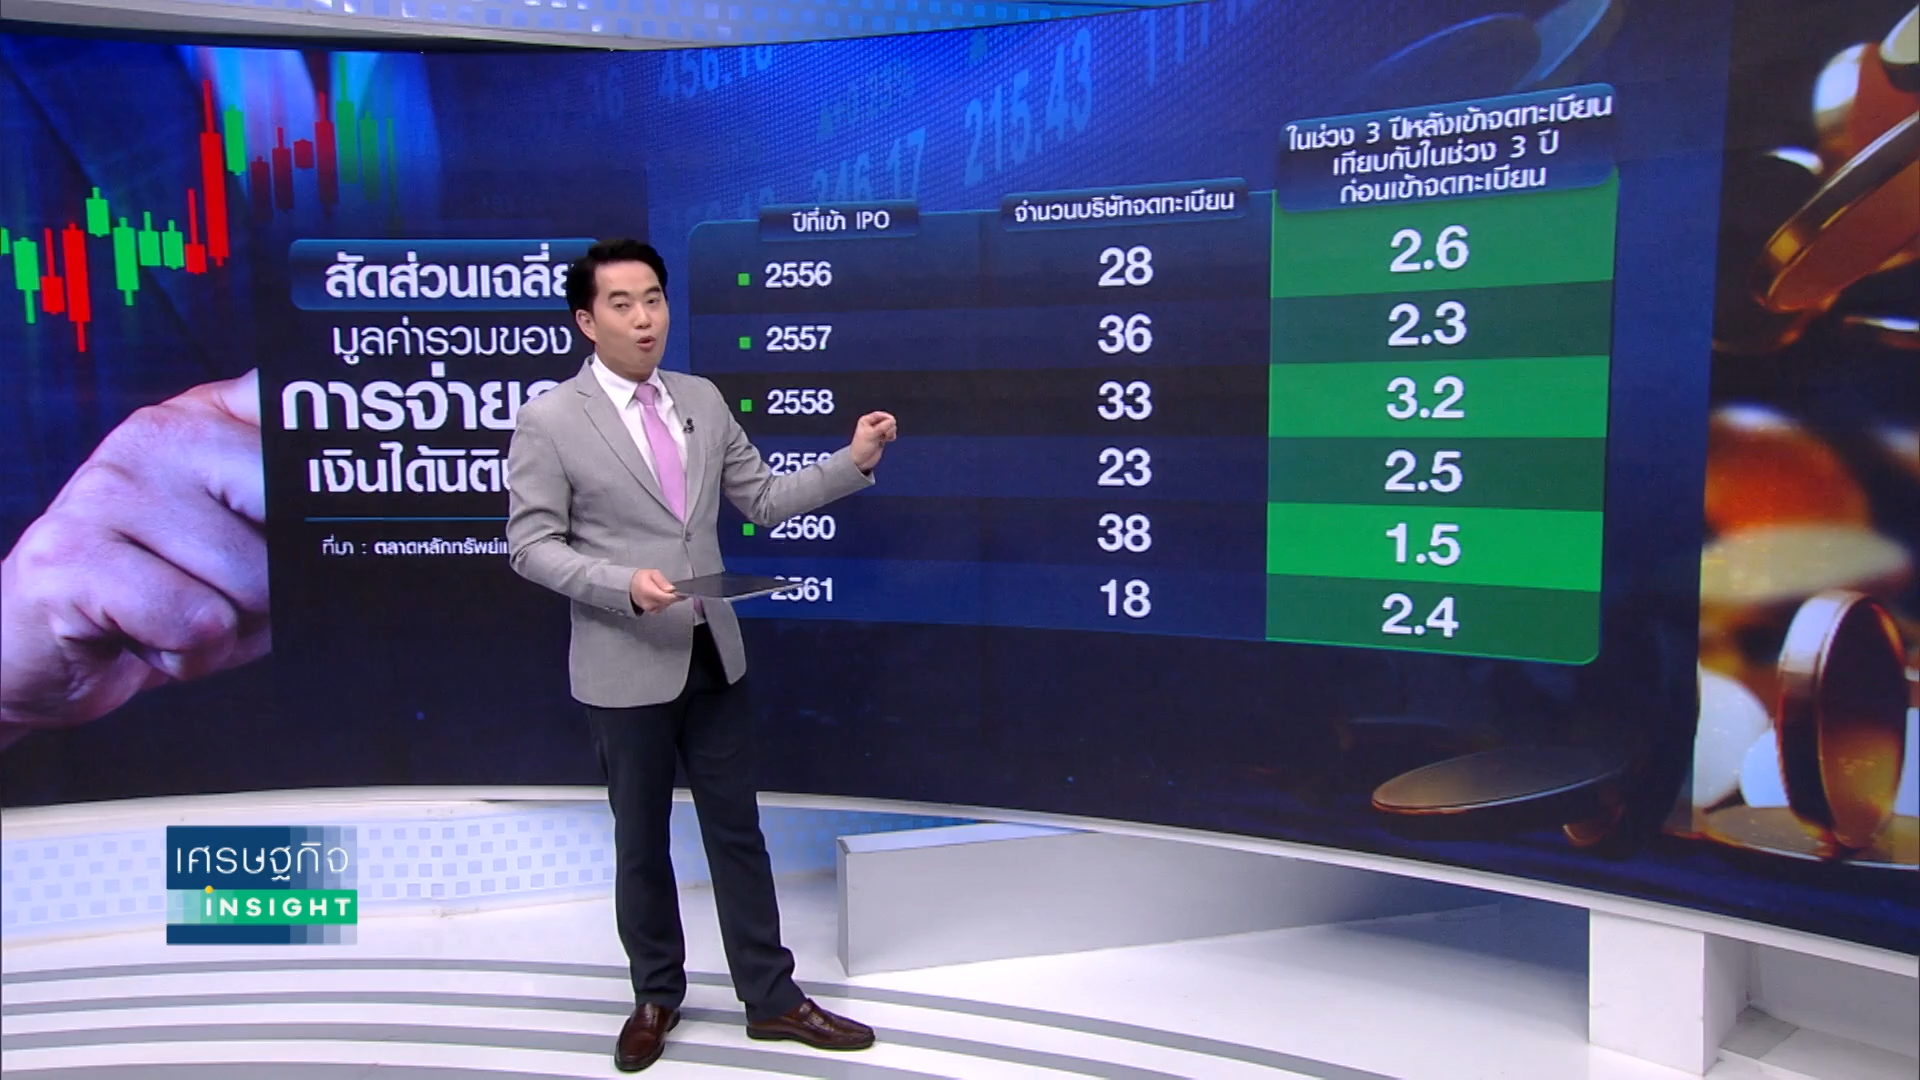 456.18
215.43
216.17
สัดส่วนเฉลี่ย
มูลค่ารวมของ
การจ่าย
เงินได้นิติ
ที่มา : ตลาดหลักทรัพย์
ปีที่เข้า IPO จำนวนบริษัทจดทะเบียน ในช่วง 3 ปีหลังเข้าจดทะเบียน
เทียบกับในช่วง 3 ปี
ก่อนเข้าจดทะเบียน
2556 28 2.6
2557 36 2.3
2558 33 3.2
2559 23 2.5
2560 38 1.5
2561 18 2.4
เศรษฐกิจ
INSIGHT